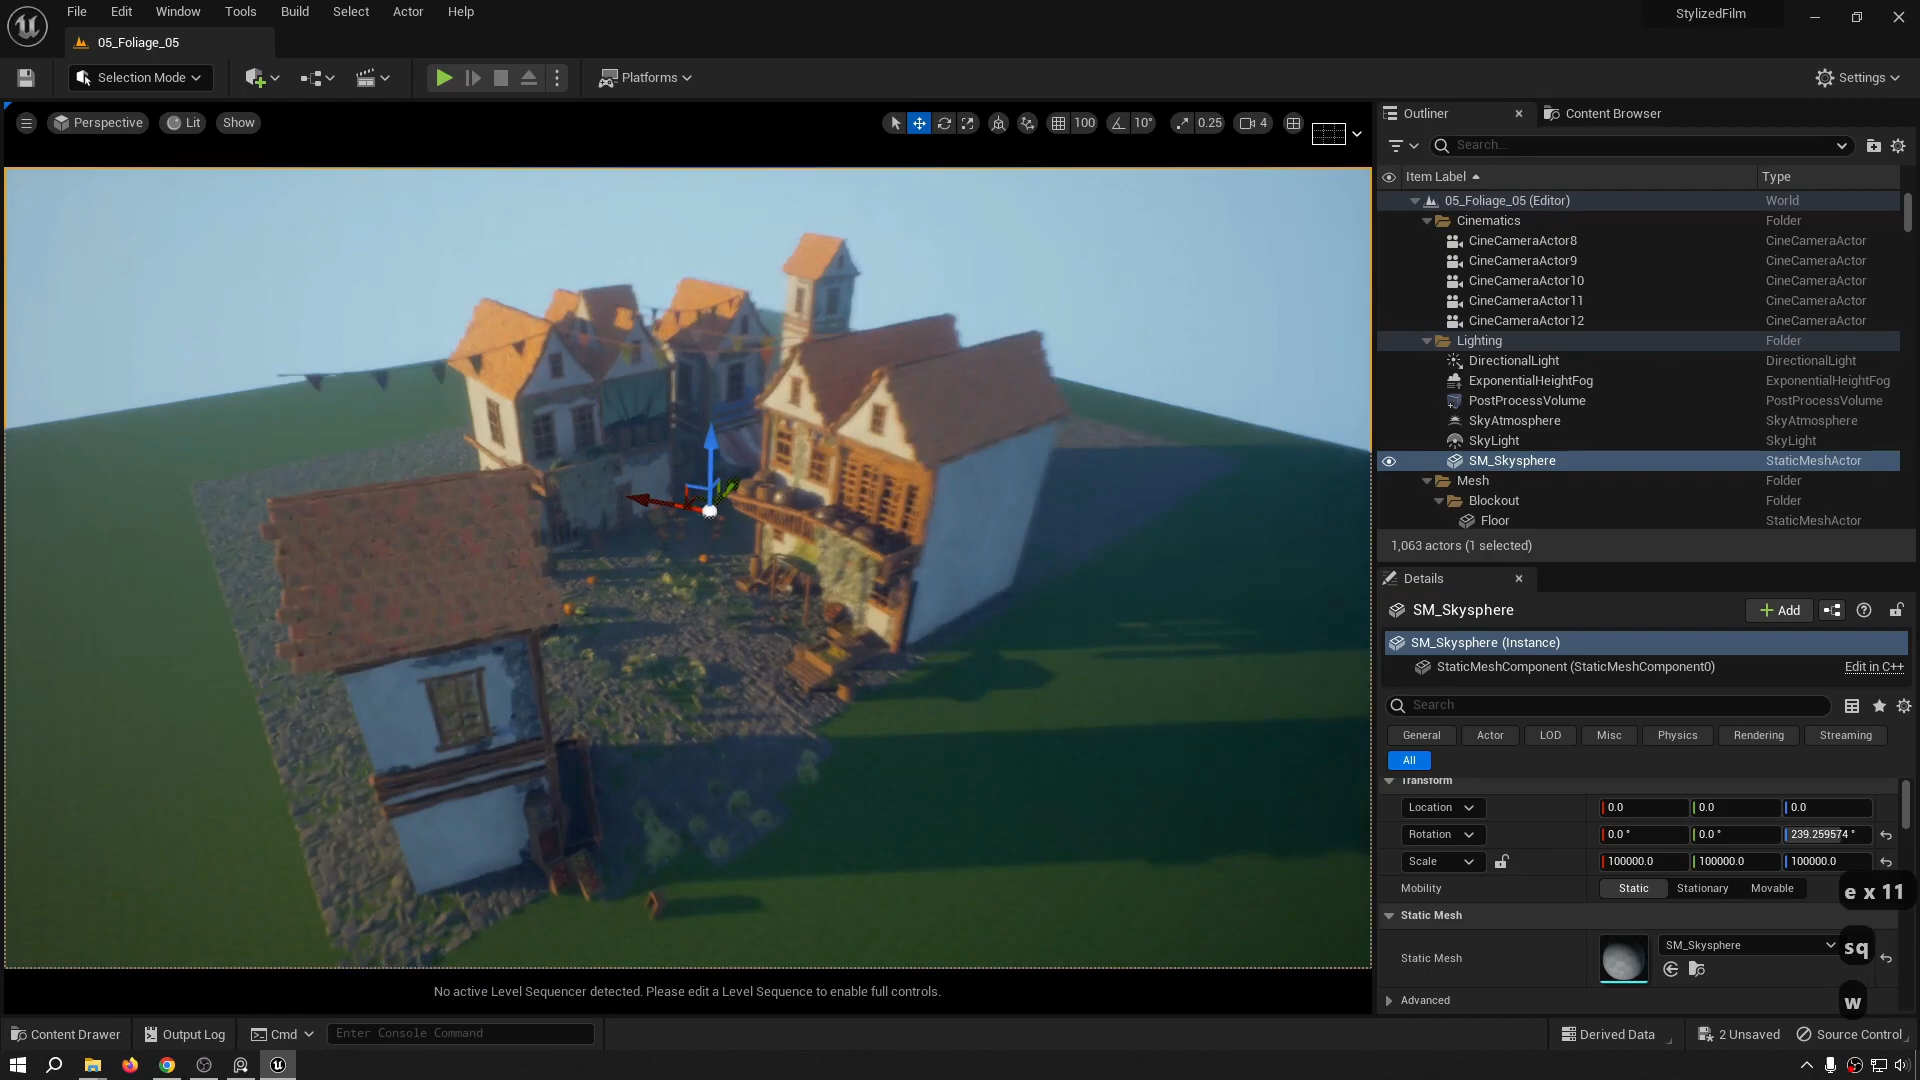 File Edit Window Tools Build Select Actor Help
StylizedFilm
05_Foliage_05
Selection Mode
Platforms
Settings
Perspective Lit Show
100 10° 0.25 4
Outliner
Content Browser
Search...
Item Label Type
05_Foliage_05 (Editor) World
Cinematics Folder
CineCameraActor8 CineCameraActor
CineCameraActor9 CineCameraActor
CineCameraActor10 CineCameraActor
CineCameraActor11 CineCameraActor
CineCameraActor12 CineCameraActor
Lighting Folder
DirectionalLight DirectionalLight
ExponentialHeightFog ExponentialHeightFog
PostProcessVolume PostProcessVolume
SkyAtmosphere SkyAtmosphere
SkyLight SkyLight
SM_Skysphere StaticMeshActor
Mesh Folder
Blockout Folder
Floor StaticMeshActor
1,063 actors (1 selected)
Details
SM_Skysphere
Add
SM_Skysphere (Instance)
StaticMeshComponent (StaticMeshComponent0) Edit in C++
Search
General Actor LOD Misc Physics Rendering Streaming
All
Transform
Location 0.0 0.0 0.0
Rotation 0.0 ° 0.0 ° 239.259574 °
Scale 100000.0 100000.0 100000.0
Mobility Static Stationary Movable
e x 11
Static Mesh
SM_Skysphere
sq
Static Mesh
Advanced
w
No active Level Sequencer detected. Please edit a Level Sequence to enable full controls.
Content Drawer Output Log Cmd Enter Console Command
Derived Data 2 Unsaved Source Control